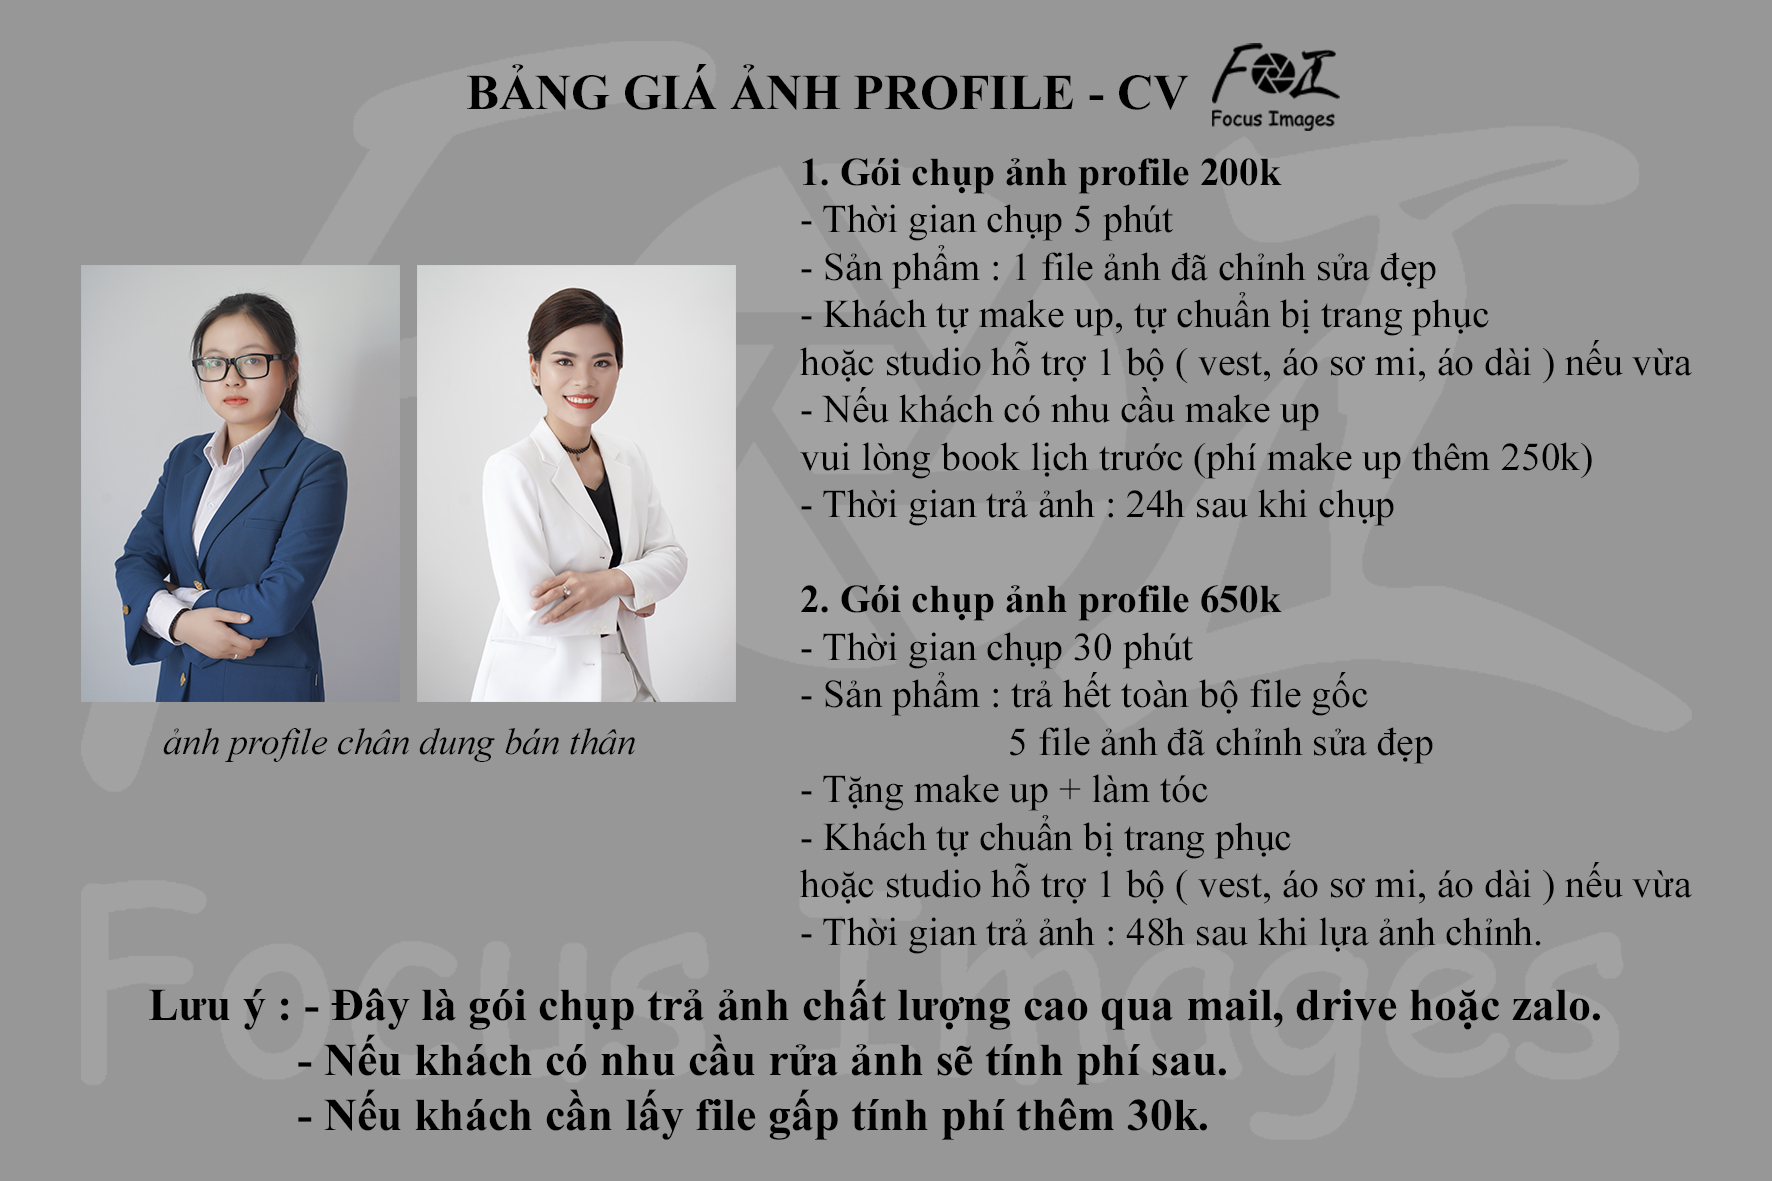 BẢNG GIÁ ẢNH PROFILE - CV
FOI
Focus Images
1. Gói chụp ảnh profile 200k
- Thời gian chụp 5 phút
- Sản phẩm : 1 file ảnh đã chỉnh sửa đẹp
- Khách tự make up, tự chuẩn bị trang phục
hoặc studio hỗ trợ 1 bộ ( vest, áo sơ mi, áo dài ) nếu vừa
- Nếu khách có nhu cầu make up
vui lòng book lịch trước (phí make up thêm 250k)
- Thời gian trả ảnh : 24h sau khi chụp
2. Gói chụp ảnh profile 650k
- Thời gian chụp 30 phút
- Sản phẩm : trả hết toàn bộ file gốc
5 file ảnh đã chỉnh sửa đẹp
- Tặng make up + làm tóc
- Khách tự chuẩn bị trang phục
hoặc studio hỗ trợ 1 bộ ( vest, áo sơ mi, áo dài ) nếu vừa
- Thời gian trả ảnh : 48h sau khi lựa ảnh chỉnh.
ảnh profile chân dung bán thân
Lưu ý : - Đây là gói chụp trả ảnh chất lượng cao qua mail, drive hoặc zalo.
- Nếu khách có nhu cầu rửa ảnh sẽ tính phí sau.
- Nếu khách cần lấy file gấp tính phí thêm 30k.
FOI
Focus Images